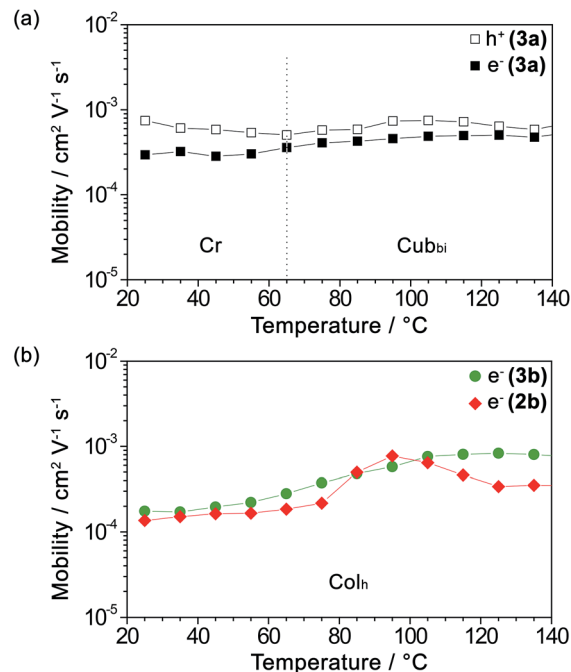 (a)
10⁻²
10⁻³
10⁻⁴
10⁻⁵
Mobility / cm² V⁻¹ s⁻¹
h⁺ (3a)
e⁻ (3a)
Cr
Cub_bi
20 40 60 80 100 120 140
Temperature / °C
(b)
10⁻²
10⁻³
10⁻⁴
10⁻⁵
Mobility / cm² V⁻¹ s⁻¹
e⁻ (3b)
e⁻ (2b)
Col_h
20 40 60 80 100 120 140
Temperature / °C